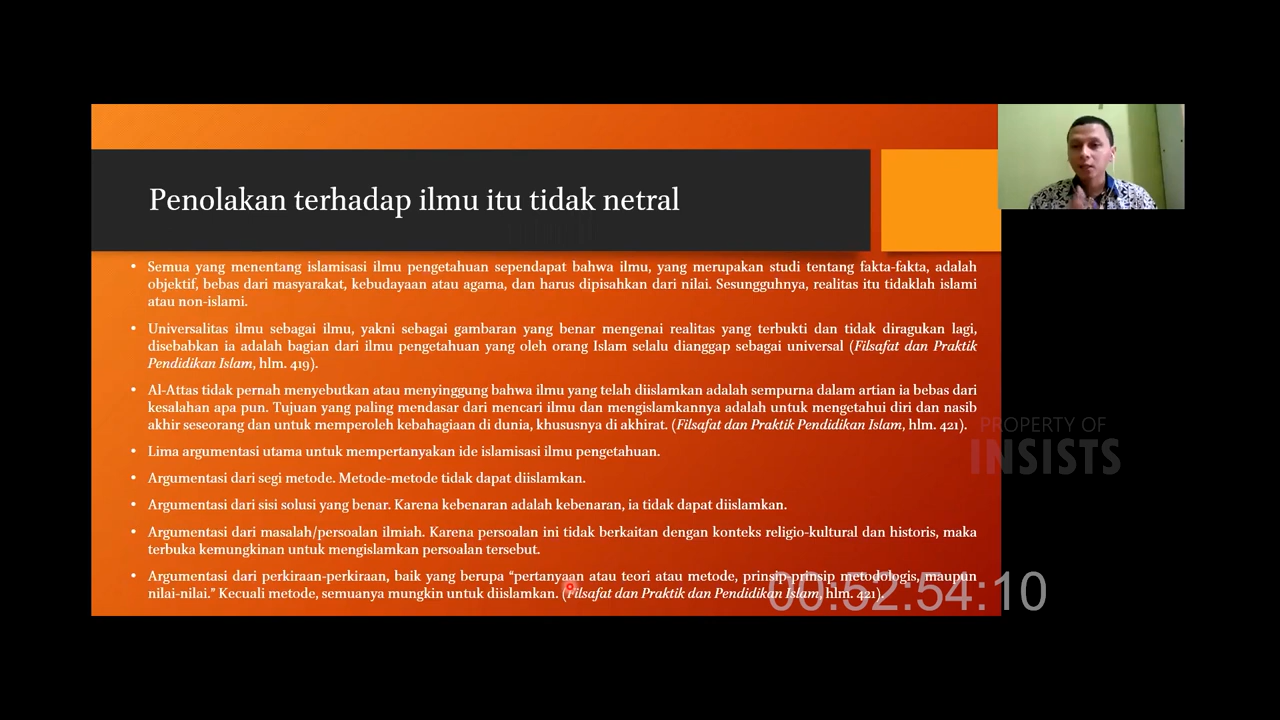 Penolakan terhadap ilmu itu tidak netral
• Semua yang menentang islamisasi ilmu pengetahuan sependapat bahwa ilmu, yang merupakan studi tentang fakta-fakta, adalah
objektif, bebas dari masyarakat, kebudayaan atau agama, dan harus dipisahkan dari nilai. Sesungguhnya, realitas itu tidaklah islami
atau non-islami.
• Universalitas ilmu sebagai ilmu, yakni sebagai gambaran yang benar mengenai realitas yang terbukti dan tidak diragukan lagi,
disebabkan ia adalah bagian dari ilmu pengetahuan yang oleh orang Islam selalu dianggap sebagai universal (Filsafat dan Praktik
Pendidikan Islam, hlm. 419).
• Al-Attas tidak pernah menyebutkan atau menyinggung bahwa ilmu yang telah diislamkan adalah sempurna dalam artian ia bebas dari
kesalahan apa pun. Tujuan yang paling mendasar dari mencari ilmu dan mengislamkannya adalah untuk mengetahui diri dan nasib
akhir seseorang dan untuk memperoleh kebahagiaan di dunia, khususnya di akhirat. (Filsafat dan Praktik Pendidikan Islam, hlm. 421).
• Lima argumentasi utama untuk mempertanyakan ide islamisasi ilmu pengetahuan.
• Argumentasi dari segi metode. Metode-metode tidak dapat diislamkan.
• Argumentasi dari sisi solusi yang benar. Karena kebenaran adalah kebenaran, ia tidak dapat diislamkan.
• Argumentasi dari masalah/persoalan ilmiah. Karena persoalan ini tidak berkaitan dengan konteks religio-kultural dan historis, maka
terbuka kemungkinan untuk mengislamkan persoalan tersebut.
• Argumentasi dari perkiraan-perkiraan, baik yang berupa “pertanyaan atau teori atau metode, prinsip-prinsip metodologis, maupun
nilai-nilai.” Kecuali metode, semuanya mungkin untuk diislamkan. (Filsafat dan Praktik dan Pendidikan Islam, hlm. 421).
PROPERTY OF
INSISTS
00:52:54:10